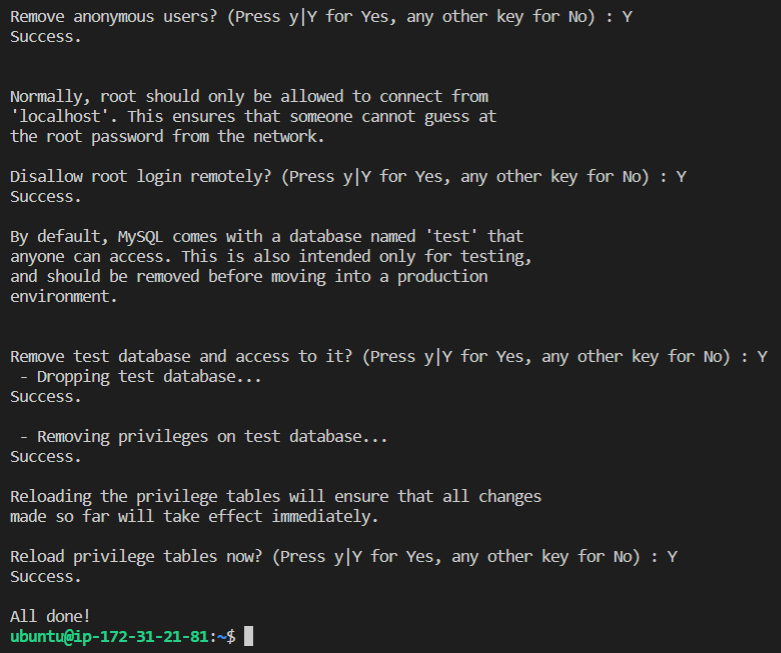 Remove anonymous users? (Press y|Y for Yes, any other key for No) : Y
Success.
Normally, root should only be allowed to connect from
'localhost'. This ensures that someone cannot guess at
the root password from the network.
Disallow root login remotely? (Press y|Y for Yes, any other key for No) : Y
Success.
By default, MySQL comes with a database named 'test' that
anyone can access. This is also intended only for testing,
and should be removed before moving into a production
environment.
Remove test database and access to it? (Press y|Y for Yes, any other key for No) : Y
 - Dropping test database...
Success.
 - Removing privileges on test database...
Success.
Reloading the privilege tables will ensure that all changes
made so far will take effect immediately.
Reload privilege tables now? (Press y|Y for Yes, any other key for No) : Y
Success.
All done!
ubuntu@ip-172-31-21-81:~$